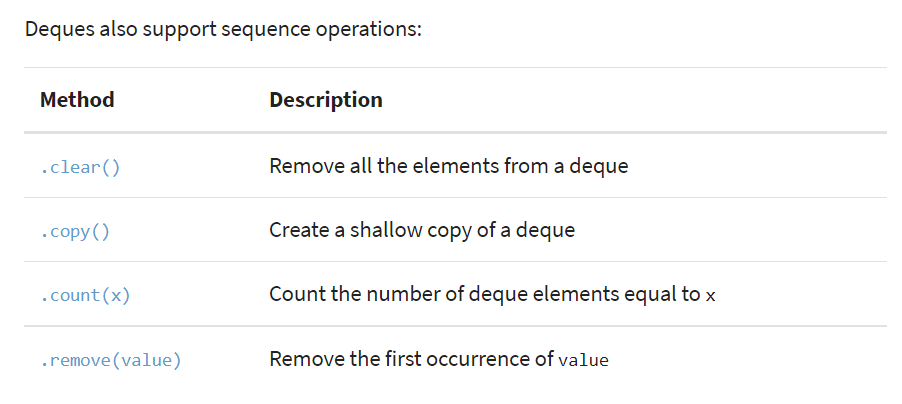 Deques also support sequence operations:
Method Description
.clear() Remove all the elements from a deque
.copy() Create a shallow copy of a deque
.count(x) Count the number of deque elements equal to x
.remove(value) Remove the first occurrence of value